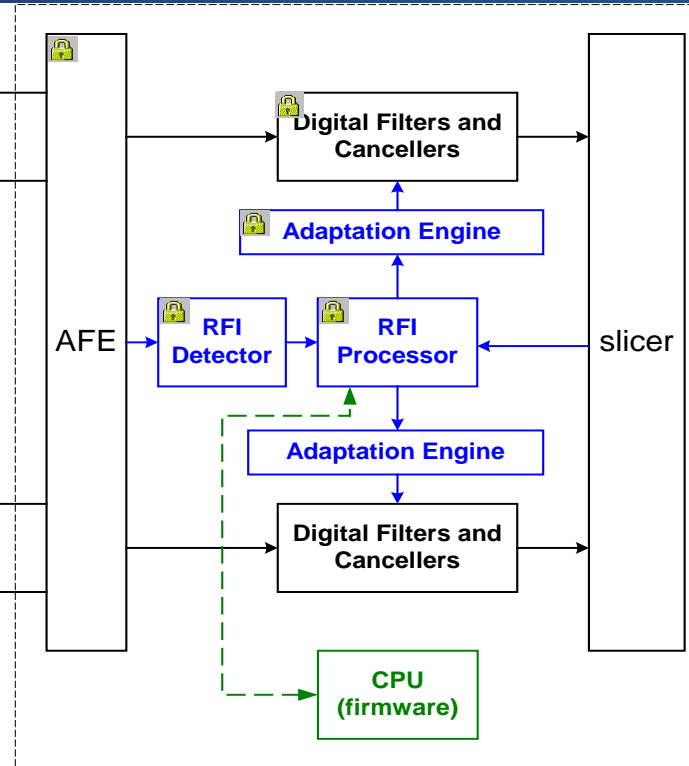 Digital Filters and
Cancellers
Adaptation Engine
AFE
RFI
Detector
RFI
Processor
slicer
Adaptation Engine
Digital Filters and
Cancellers
CPU
(firmware)